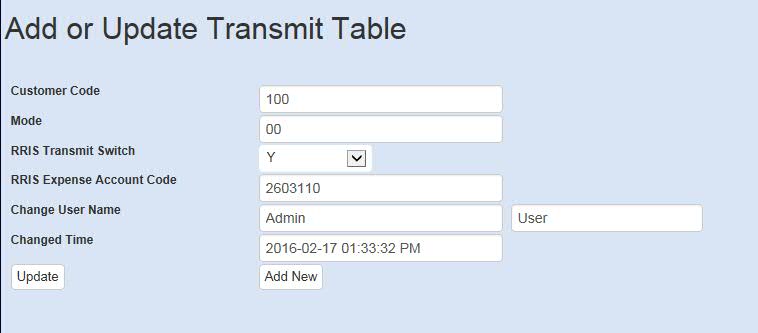 Add or Update Transmit Table
Customer Code 100
Mode 00
RRIS Transmit Switch Y
RRIS Expense Account Code 2603110
Change User Name Admin User
Changed Time 2016-02-17 01:33:32 PM
Update Add New